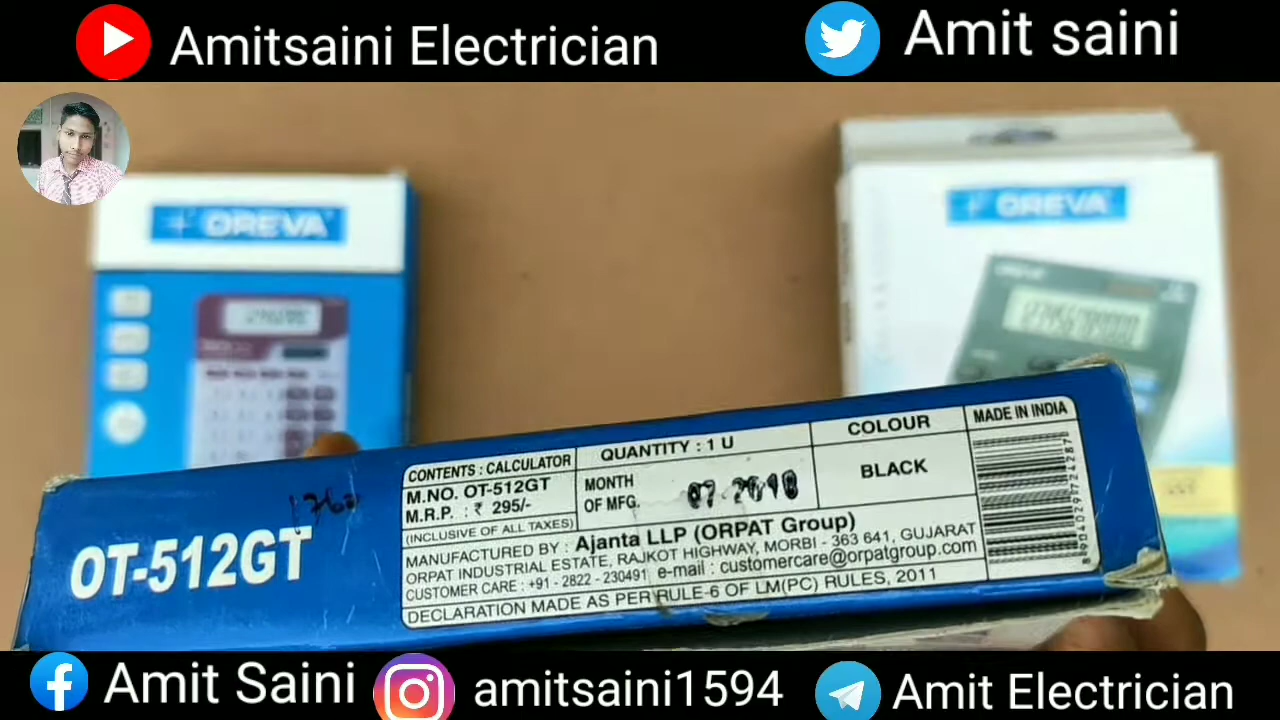 Amitsaini Electrician
Amit saini
OREVA
OREVA
OT-512GT
CONTENTS : CALCULATOR
M.NO. OT-512GT
M.R.P. : ₹ 295/-
(INCLUSIVE OF ALL TAXES)
QUANTITY : 1 U
MONTH
OF MFG.
COLOUR
BLACK
MADE IN INDIA
MANUFACTURED BY : Ajanta LLP (ORPAT Group)
ORPAT INDUSTRIAL ESTATE, RAJKOT HIGHWAY, MORBI - 363 641, GUJARAT
CUSTOMER CARE : +91 - 2822 - 230491 e-mail : customercare@orpatgroup.com
DECLARATION MADE AS PER RULE-6 OF LM(PC) RULES, 2011
8904029724287
Amit Saini
amitsaini1594
Amit Electrician